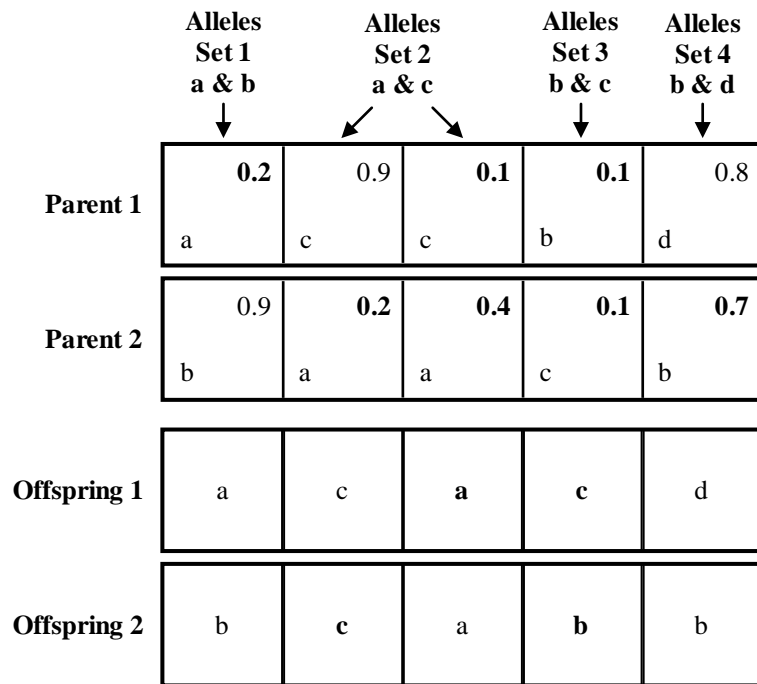 Alleles Set 1 a & b
Alleles Set 2 a & c
Alleles Set 3 b & c
Alleles Set 4 b & d
Parent 1
0.2 0.9 0.1 0.1 0.8
a c c b d
Parent 2
0.9 0.2 0.4 0.1 0.7
b a a c b
Offspring 1 a c a c d
Offspring 2 b c a b b